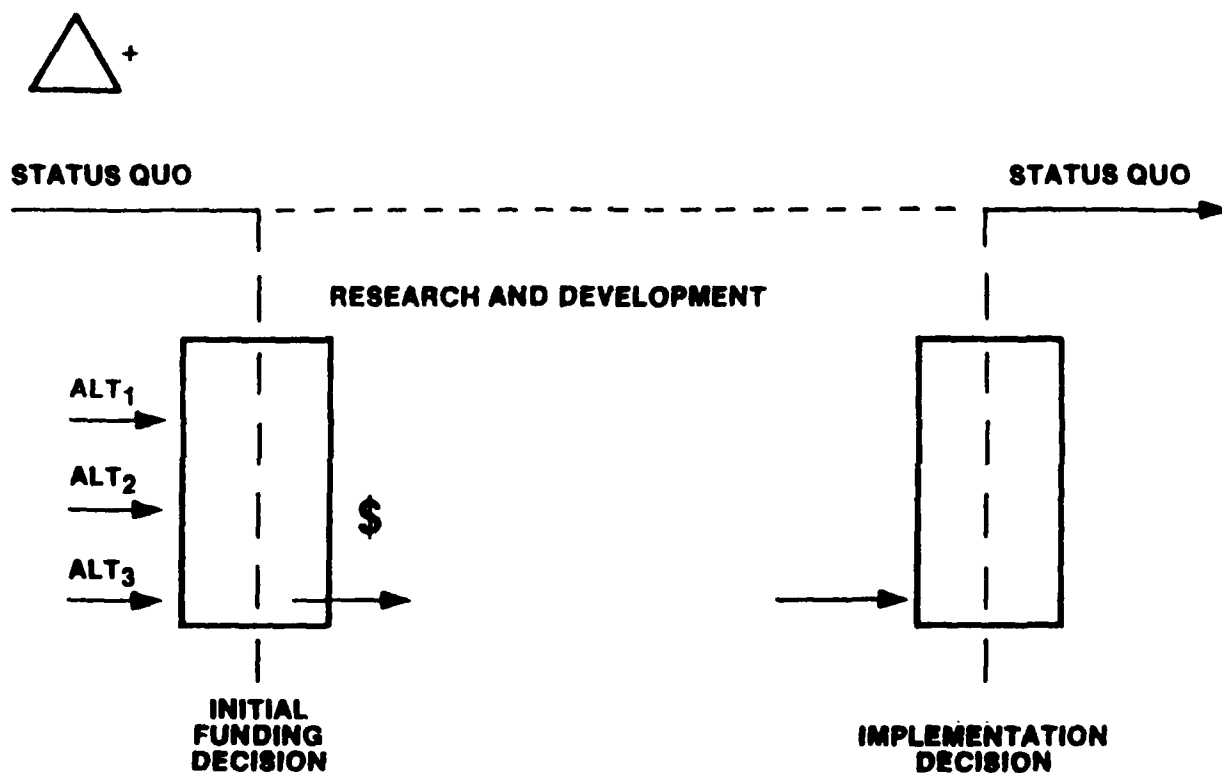 +
STATUS QUO
STATUS QUO
RESEARCH AND DEVELOPMENT
ALT1
ALT2
$
ALT3
INITIAL
FUNDING
DECISION
IMPLEMENTATION
DECISION